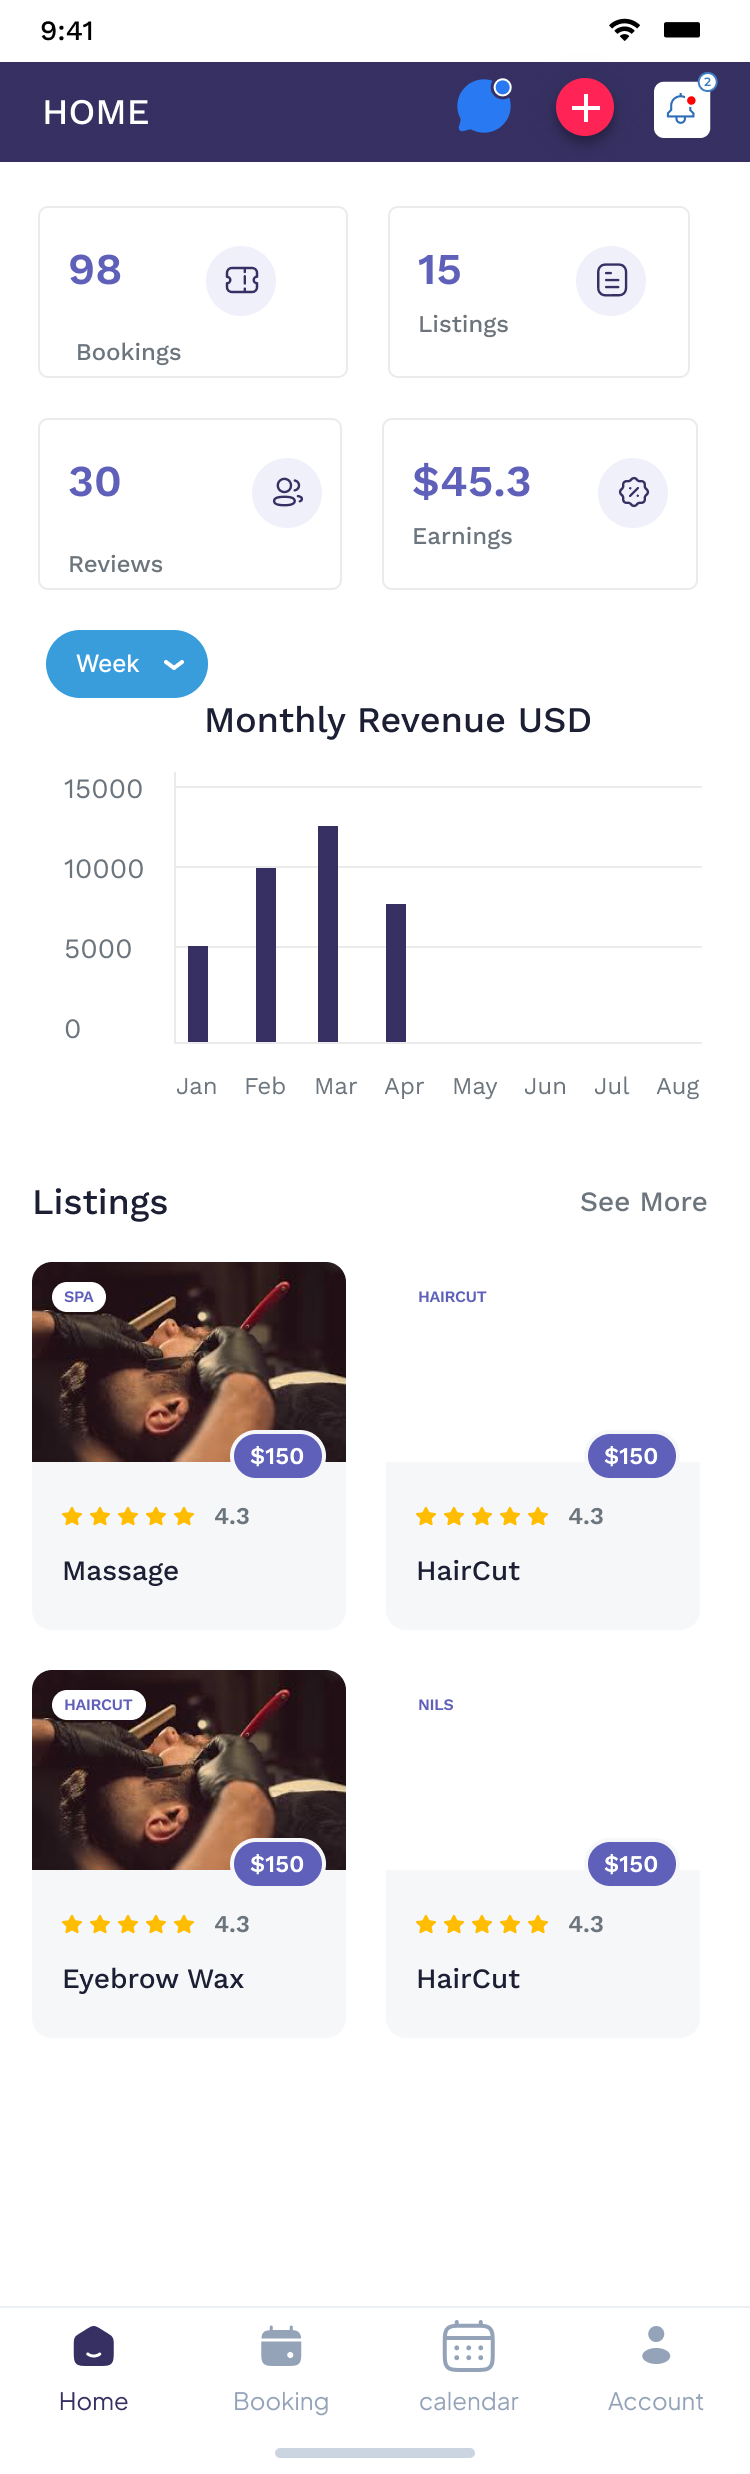 9:41
HOME
2
98
Bookings
15
Listings
30
Reviews
$45.3
Earnings
Week
Monthly Revenue USD
15000
10000
5000
0
Jan Feb Mar Apr May Jun Jul Aug
Listings
See More
SPA
$150
4.3
Massage
HAIRCUT
$150
4.3
HairCut
HAIRCUT
$150
4.3
Eyebrow Wax
NILS
$150
4.3
HairCut
Home
Booking
calendar
Account